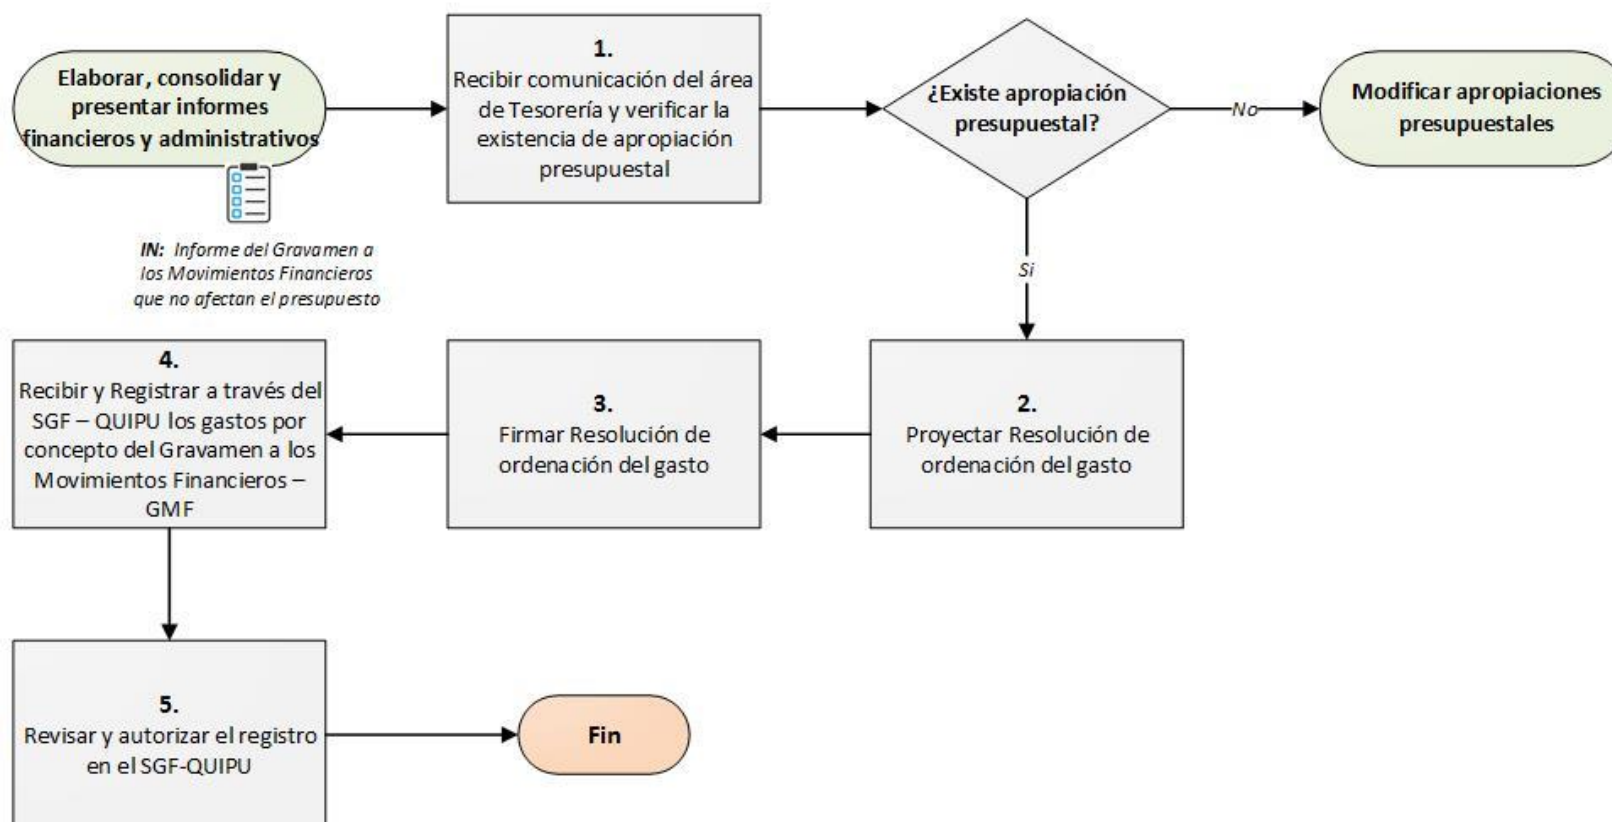 Elaborar, consolidar y
presentar informes
financieros y administrativos
IN: Informe del Gravamen a
los Movimientos Financieros
que no afectan el presupuesto
1.
Recibir comunicación del área
de Tesorería y verificar la
existencia de apropiación
presupuestal
¿Existe apropiación
presupuestal?
No
Modificar apropiaciones
presupuestales
Si
2.
Proyectar Resolución de
ordenación del gasto
3.
Firmar Resolución de
ordenación del gasto
4.
Recibir y Registrar a través del
SGF – QUIPU los gastos por
concepto del Gravamen a los
Movimientos Financieros –
GMF
5.
Revisar y autorizar el registro
en el SGF-QUIPU
Fin